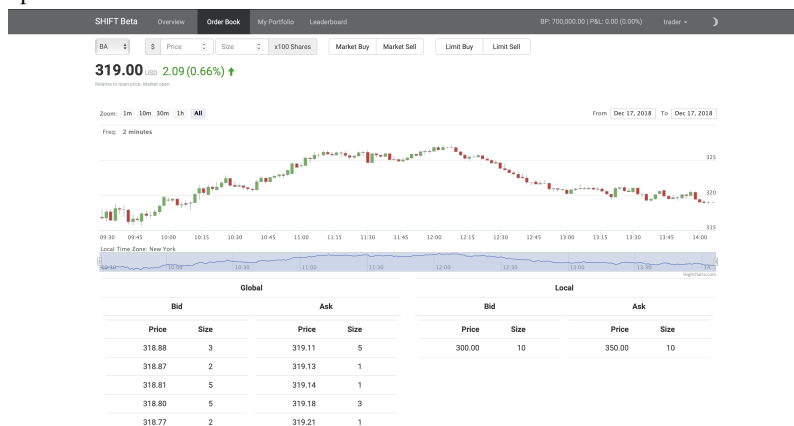 SHIFT Beta Overview Order Book My Portfolio Leaderboard BP: 700,000.00 | P&L: 0.00 (0.00%) trader
BA $ Price Size x100 Shares Market Buy Market Sell Limit Buy Limit Sell
319.00 USD 2.09 (0.66%)
Relative to open price. Market open.
Zoom: 1m 10m 30m 1h All From Dec 17, 2018 To Dec 17, 2018
Freq: 2 minutes
325
320
315
09:30 09:45 10:00 10:15 10:30 10:45 11:00 11:15 11:30 11:45 12:00 12:15 12:30 12:45 13:00 13:15 13:30 13:45 14:00
Local Time Zone: New York
10:00 10:30 11:00 11:30 12:00 12:30 13:00 13:30
Highcharts.com
Global Local
Bid Ask Bid Ask
Price Size Price Size Price Size Price Size
318.88 3 319.11 5 300.00 10 350.00 10
318.87 2 319.13 1
318.81 5 319.14 1
318.80 5 319.18 3
318.77 2 319.21 1